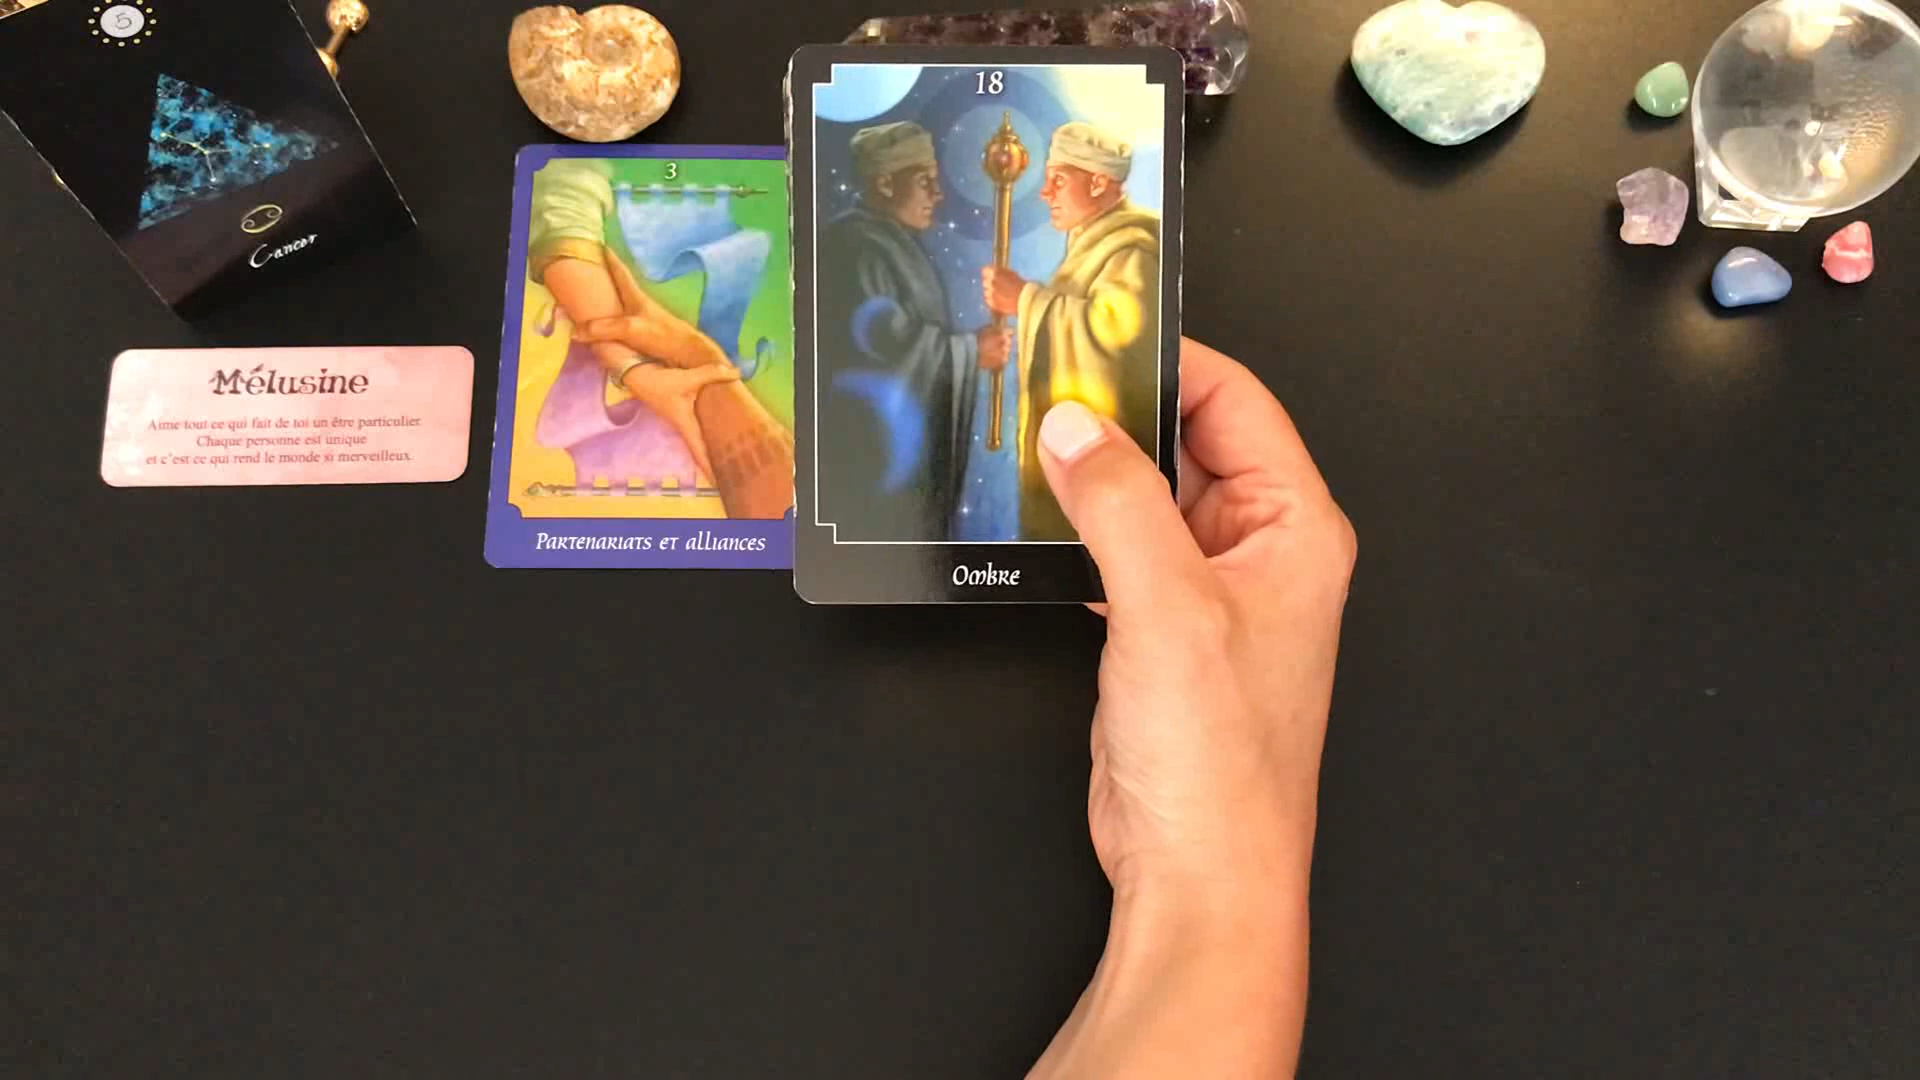 5
Cancer
Mélusine
Aime tout ce qui fait de toi un être particulier.
Chaque personne est unique
et c'est ce qui rend le monde si merveilleux.
3
Partenariats et alliances
18
Ombre